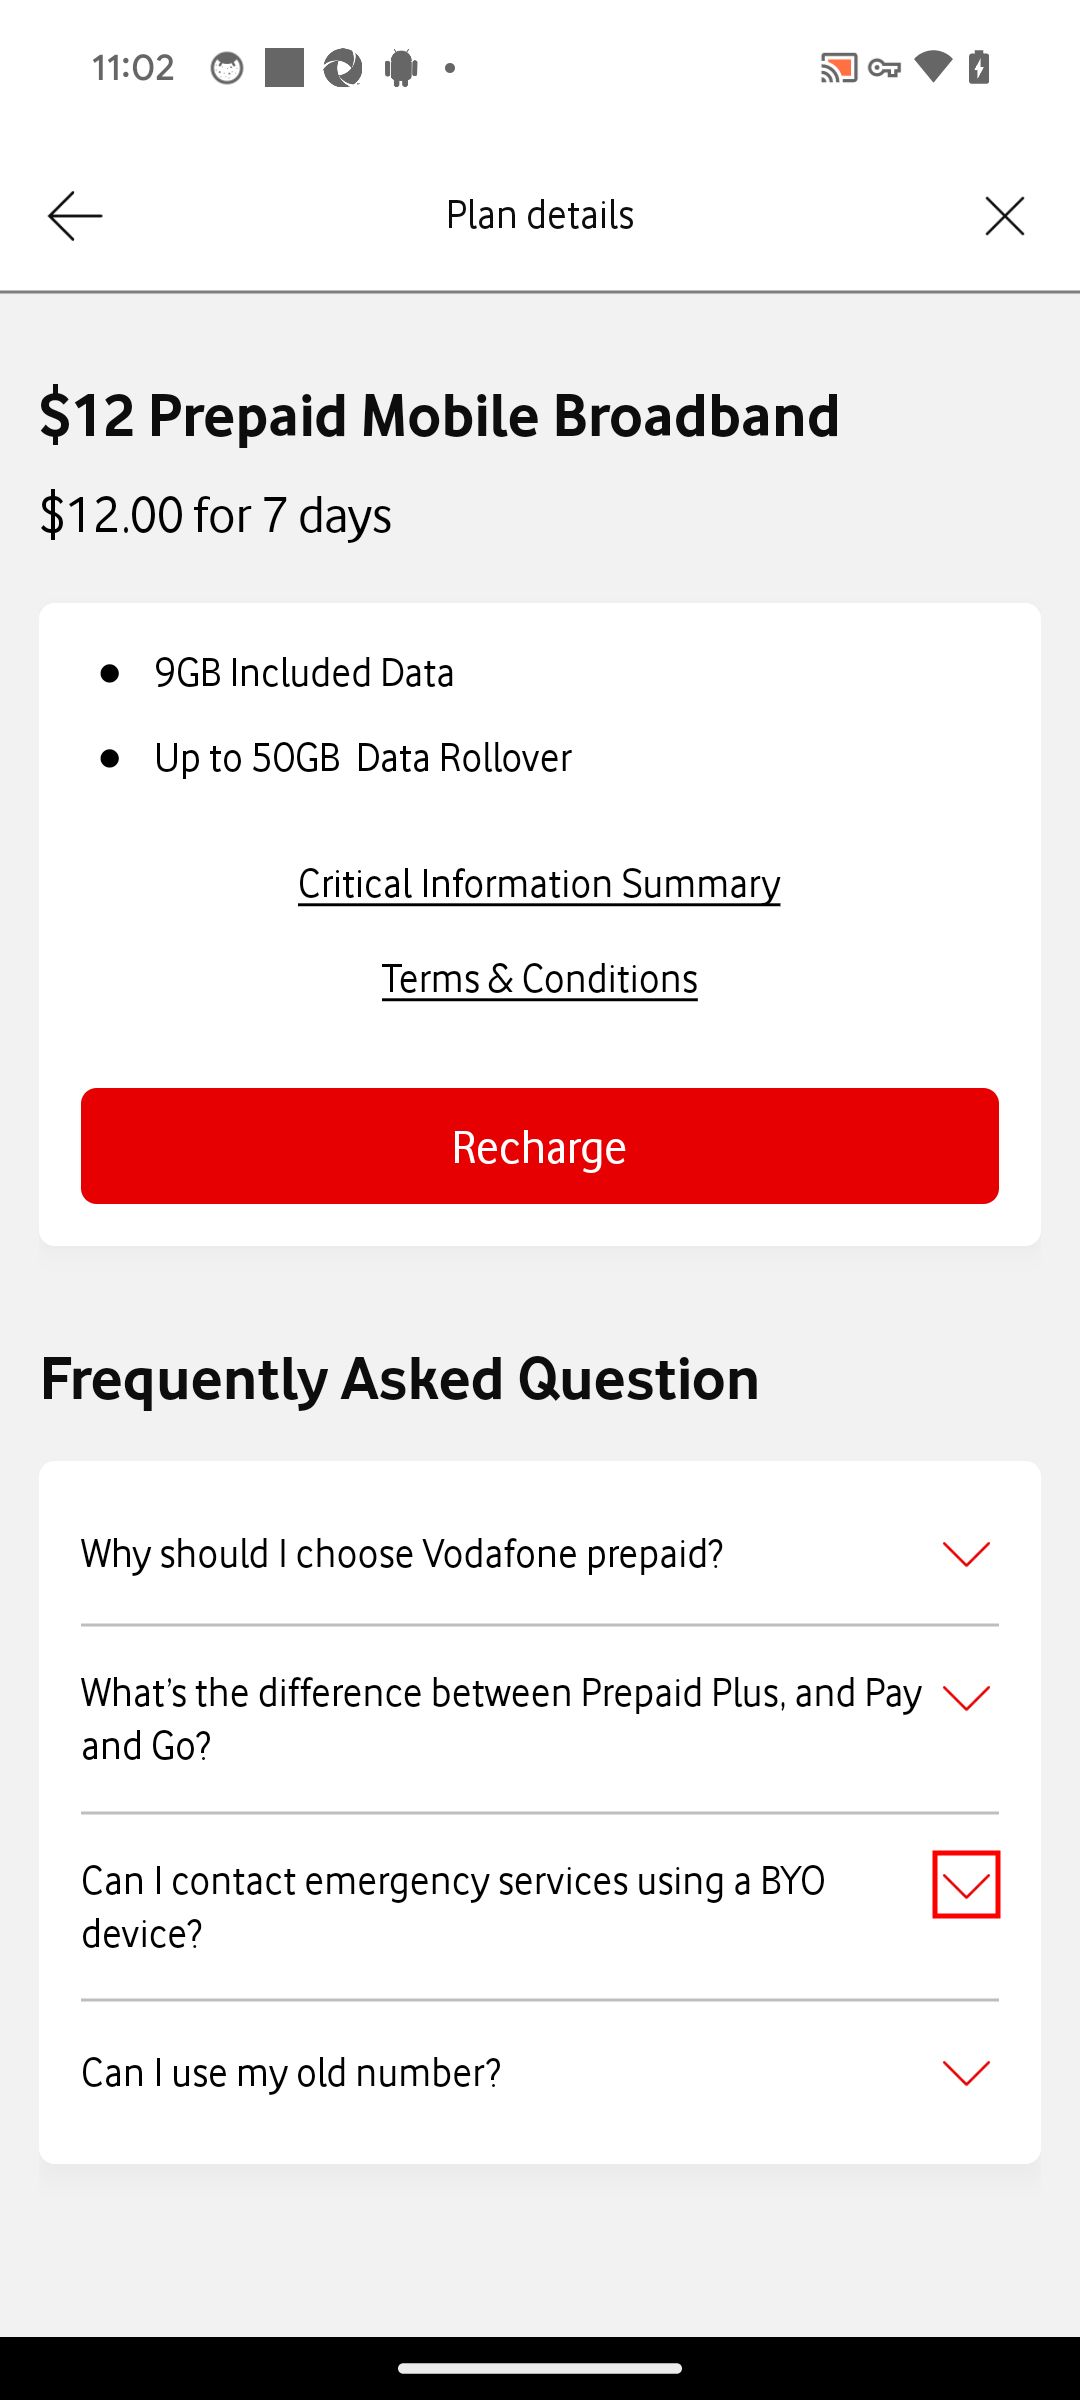 11:02
Plan details
$12 Prepaid Mobile Broadband
$12.00 for 7 days
● 9GB Included Data
● Up to 50GB  Data Rollover
Critical Information Summary
Terms & Conditions
Recharge
Frequently Asked Question
Why should I choose Vodafone prepaid?
What's the difference between Prepaid Plus, and Pay
and Go?
Can I contact emergency services using a BYO
device?
Can I use my old number?